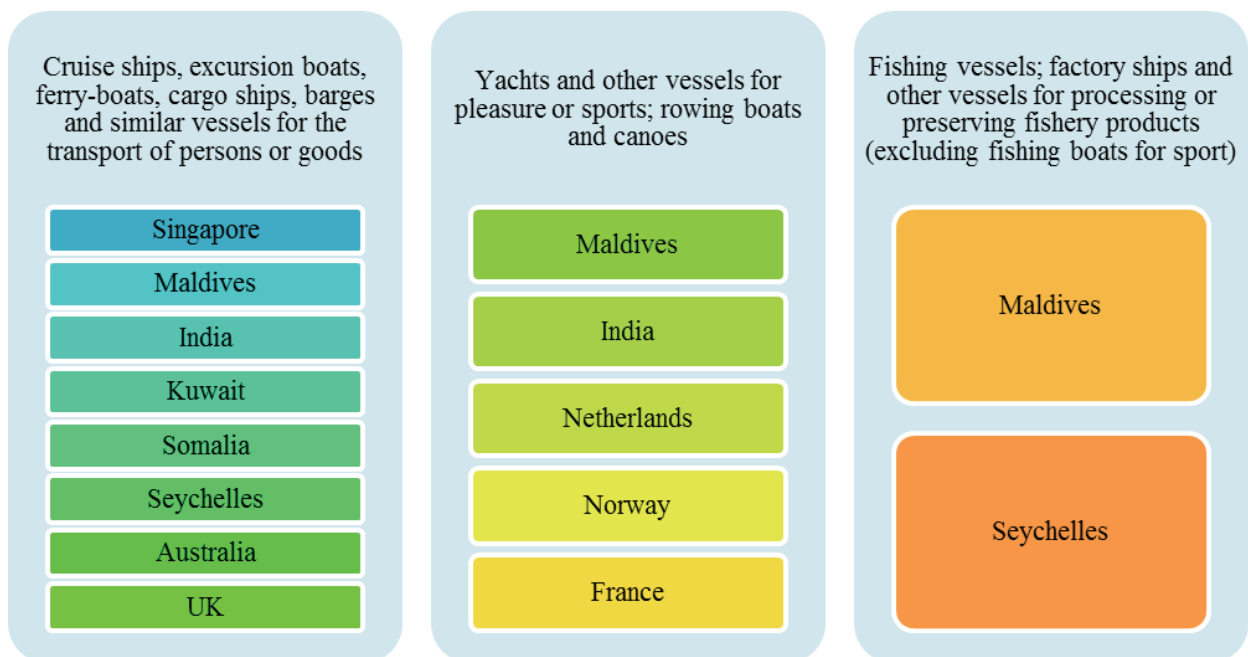 Cruise ships, excursion boats,
ferry-boats, cargo ships, barges
and similar vessels for the
transport of persons or goods
Singapore
Maldives
India
Kuwait
Somalia
Seychelles
Australia
UK
Yachts and other vessels for
pleasure or sports; rowing boats
and canoes
Maldives
India
Netherlands
Norway
France
Fishing vessels; factory ships and
other vessels for processing or
preserving fishery products
(excluding fishing boats for sport)
Maldives
Seychelles